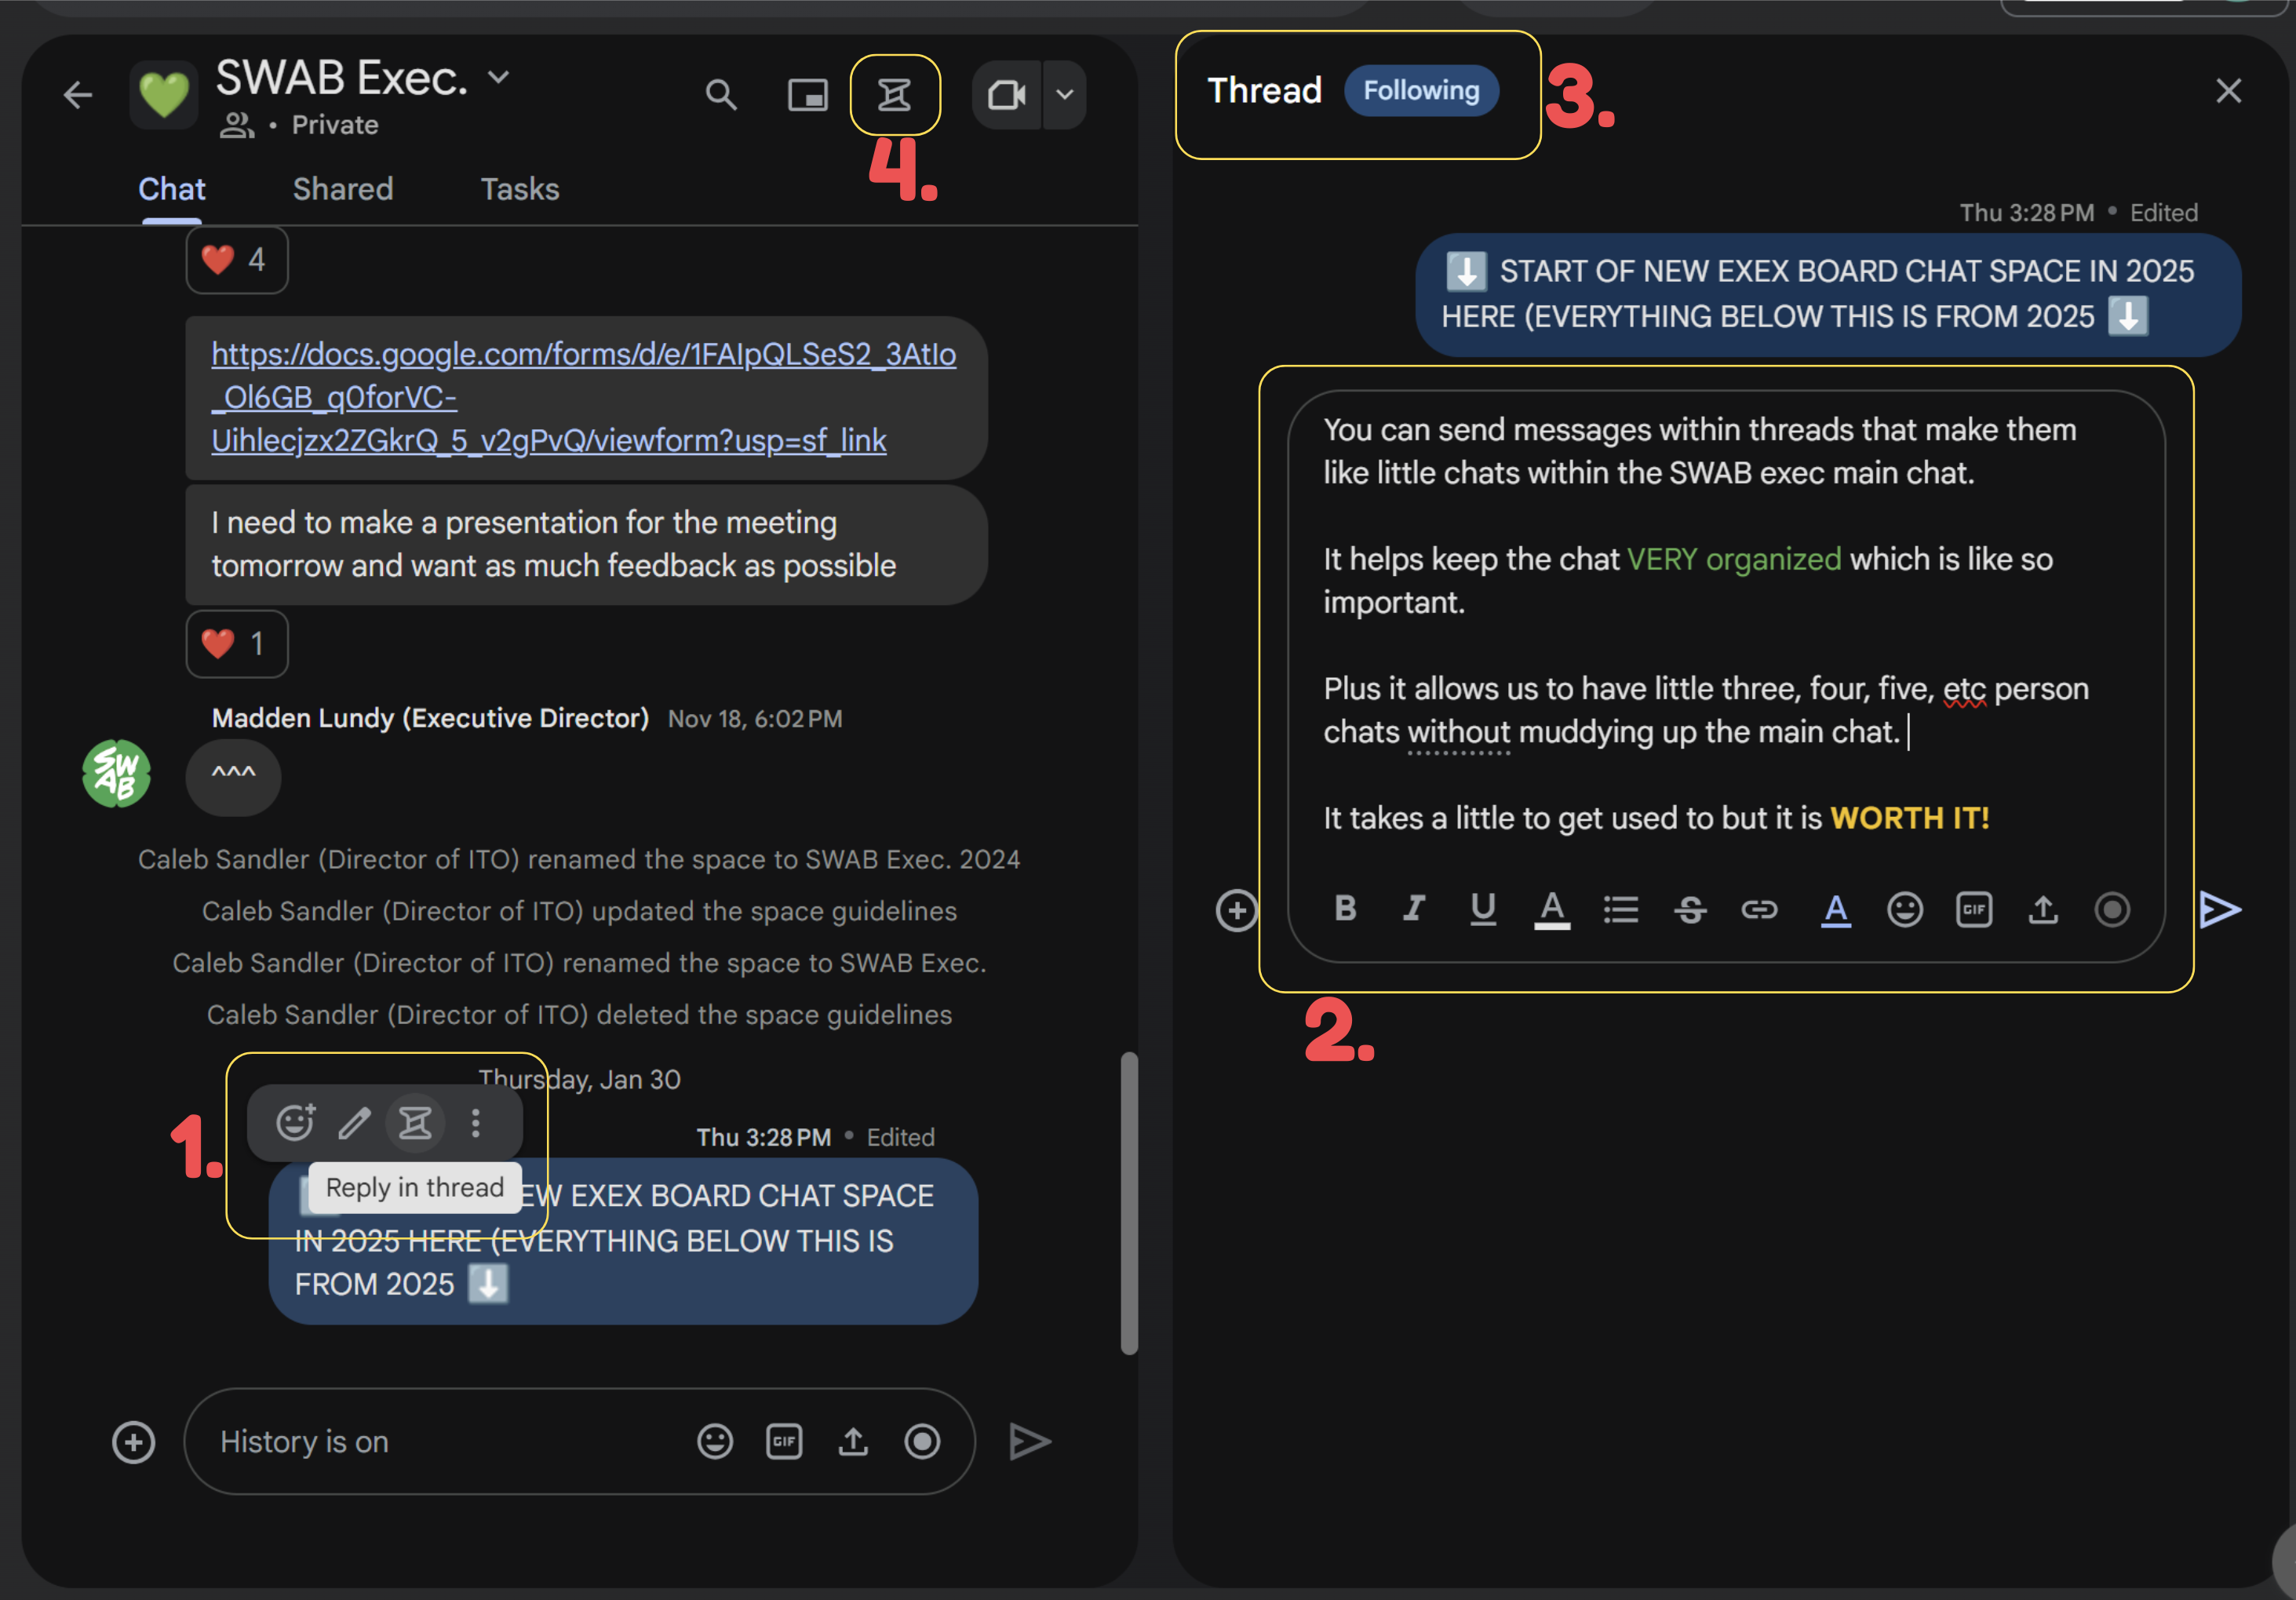 SWAB Exec.
• Private
4.
Chat
Shared
Tasks
4
https://docs.google.com/forms/d/e/1FAIpQLSeS2_3AtIo
_Ol6GB_q0forVC-
Uihlecjzx2ZGkrQ_5_v2gPvQ/viewform?usp=sf_link
I need to make a presentation for the meeting
tomorrow and want as much feedback as possible
1
Madden Lundy (Executive Director) Nov 18, 6:02 PM
SWAB
^^^
Caleb Sandler (Director of ITO) renamed the space to SWAB Exec. 2024
Caleb Sandler (Director of ITO) updated the space guidelines
Caleb Sandler (Director of ITO) renamed the space to SWAB Exec.
Caleb Sandler (Director of ITO) deleted the space guidelines
Thursday, Jan 30
1.
Thu 3:28 PM • Edited
Reply in thread
EW EXEX BOARD CHAT SPACE
IN 2025 HERE (EVERYTHING BELOW THIS IS
FROM 2025
History is on
GIF
Thread
Following
3.
Thu 3:28 PM • Edited
START OF NEW EXEX BOARD CHAT SPACE IN 2025
HERE (EVERYTHING BELOW THIS IS FROM 2025
You can send messages within threads that make them
like little chats within the SWAB exec main chat.
It helps keep the chat VERY organized which is like so
important.
Plus it allows us to have little three, four, five, etc person
chats without muddying up the main chat.
It takes a little to get used to but it is WORTH IT!
B I U A S A GIF
2.